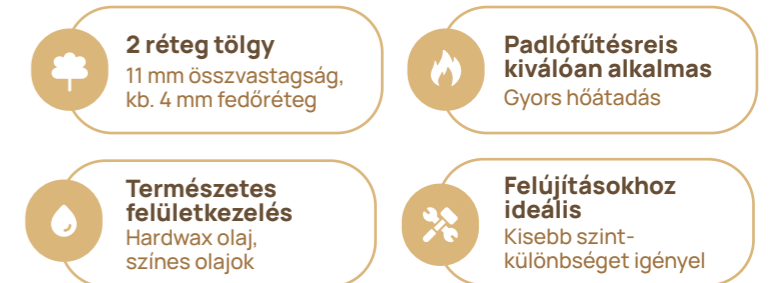 2 réteg tölgy
11 mm összvastagság,
kb. 4 mm fedőréteg
Padlófűtésreis
kiválóan alkalmas
Gyors hőátadás
Természetes
felületkezelés
Hardwax olaj,
színes olajok
Felújításokhoz
ideális
Kisebb szint-
különbséget igényel